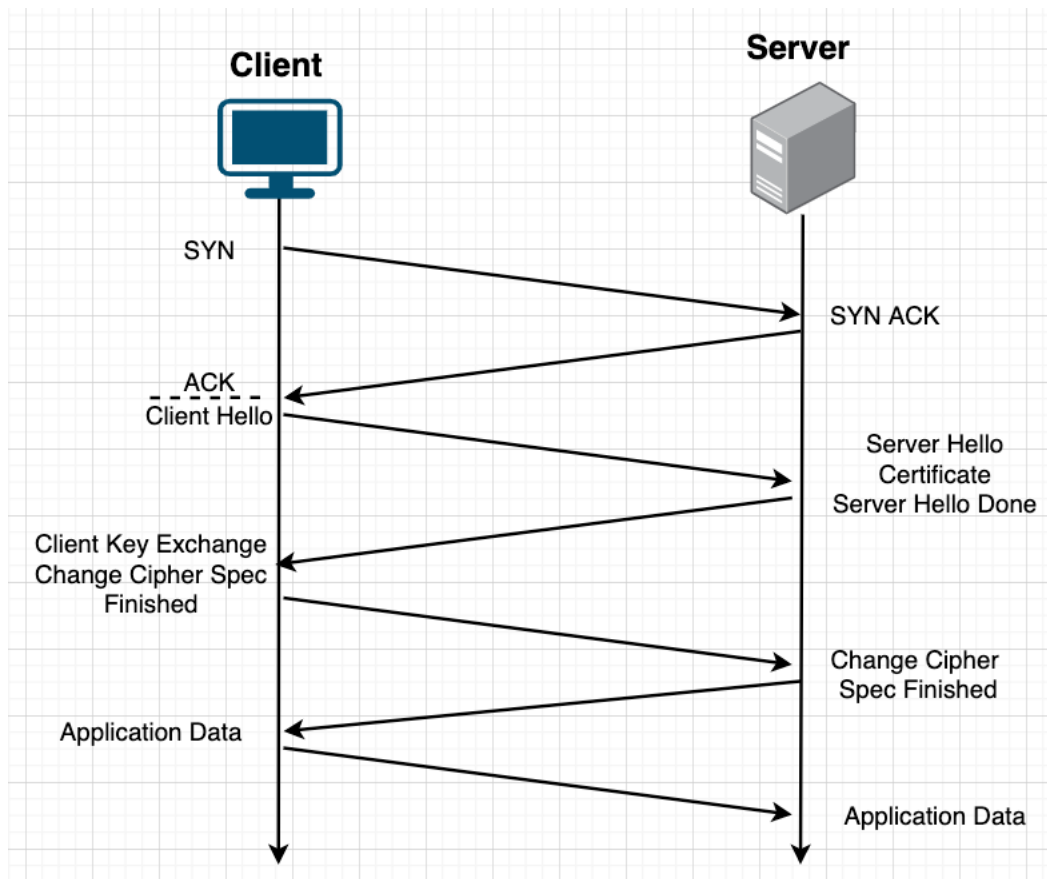 Client
Server
SYN
SYN ACK
ACK
Client Hello
Server Hello
Certificate
Server Hello Done
Client Key Exchange
Change Cipher Spec
Finished
Change Cipher
Spec Finished
Application Data
Application Data